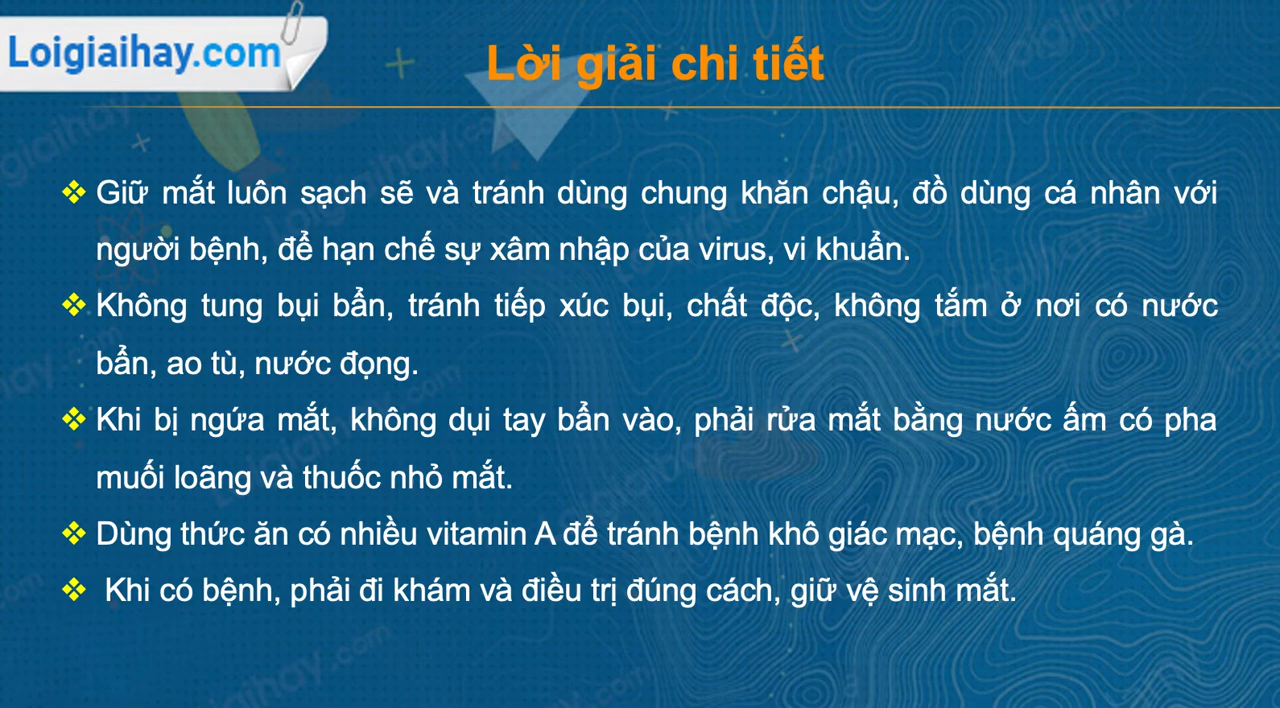 Loigiaihay.com
Lời giải chi tiết
❖ Giữ mắt luôn sạch sẽ và tránh dùng chung khăn chậu, đồ dùng cá nhân với
người bệnh, để hạn chế sự xâm nhập của virus, vi khuẩn.
❖ Không tung bụi bẩn, tránh tiếp xúc bụi, chất độc, không tắm ở nơi có nước
bẩn, ao tù, nước đọng.
❖ Khi bị ngứa mắt, không dụi tay bẩn vào, phải rửa mắt bằng nước ấm có pha
muối loãng và thuốc nhỏ mắt.
❖ Dùng thức ăn có nhiều vitamin A để tránh bệnh khô giác mạc, bệnh quáng gà.
❖ Khi có bệnh, phải đi khám và điều trị đúng cách, giữ vệ sinh mắt.